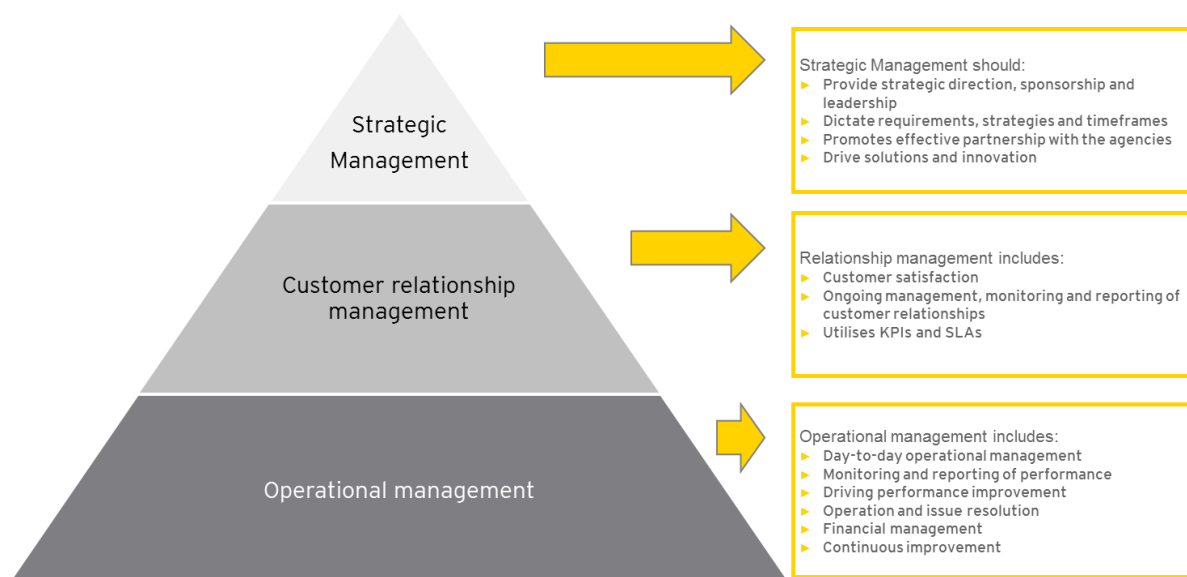 Strategic
Management
Customer relationship
management
Operational management
Strategic Management should:
► Provide strategic direction, sponsorship and
leadership
► Dictate requirements, strategies and timeframes
► Promotes effective partnership with the agencies
► Drive solutions and innovation
Relationship management includes:
► Customer satisfaction
► Ongoing management, monitoring and reporting of
customer relationships
► Utilises KPIs and SLAs
Operational management includes:
► Day-to-day operational management
► Monitoring and reporting of performance
► Driving performance improvement
► Operation and issue resolution
► Financial management
► Continuous improvement